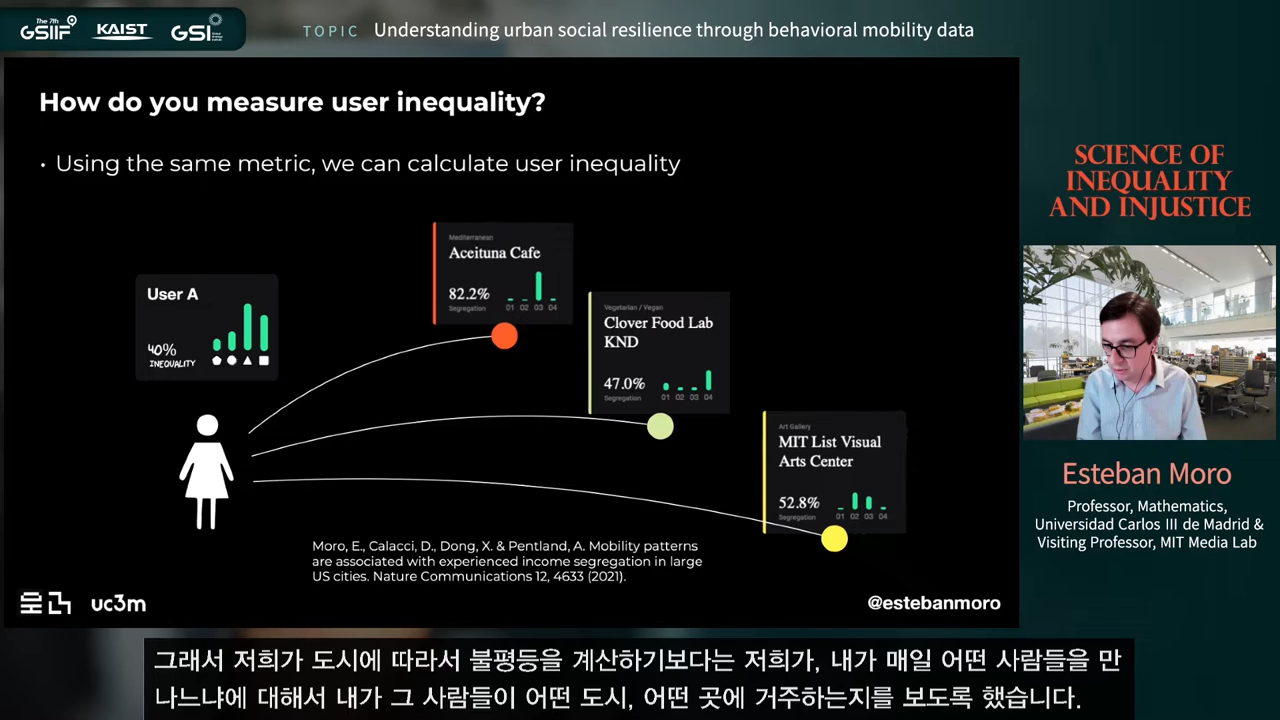 The 7th
GSIIF
KAIST
GSI
TOPIC Understanding urban social resilience through behavioral mobility data
How do you measure user inequality?
• Using the same metric, we can calculate user inequality
User A
40%
INEQUALITY
Mediterranean
Aceituna Cafe
82.2%
Segregation
01 02 03 04
Vegetarian / Vegan
Clover Food Lab
KND
47.0%
Segregation
01 02 03 04
Art Gallery
MIT List Visual
Arts Center
52.8%
Segregation
01 02 03 04
Moro, E., Calacci, D., Dong, X. & Pentland, A. Mobility patterns
are associated with experienced income segregation in large
US cities. Nature Communications 12, 4633 (2021).
uc3m
@estebanmoro
SCIENCE OF
INEQUALITY
AND INJUSTICE
Esteban Moro
Professor, Mathematics,
Universidad Carlos III de Madrid &
Visiting Professor, MIT Media Lab
그래서 저희가 도시에 따라서 불평등을 계산하기보다는 저희가, 내가 매일 어떤 사람들을 만
나느냐에 대해서 내가 그 사람들이 어떤 도시, 어떤 곳에 거주하는지를 보도록 했습니다.